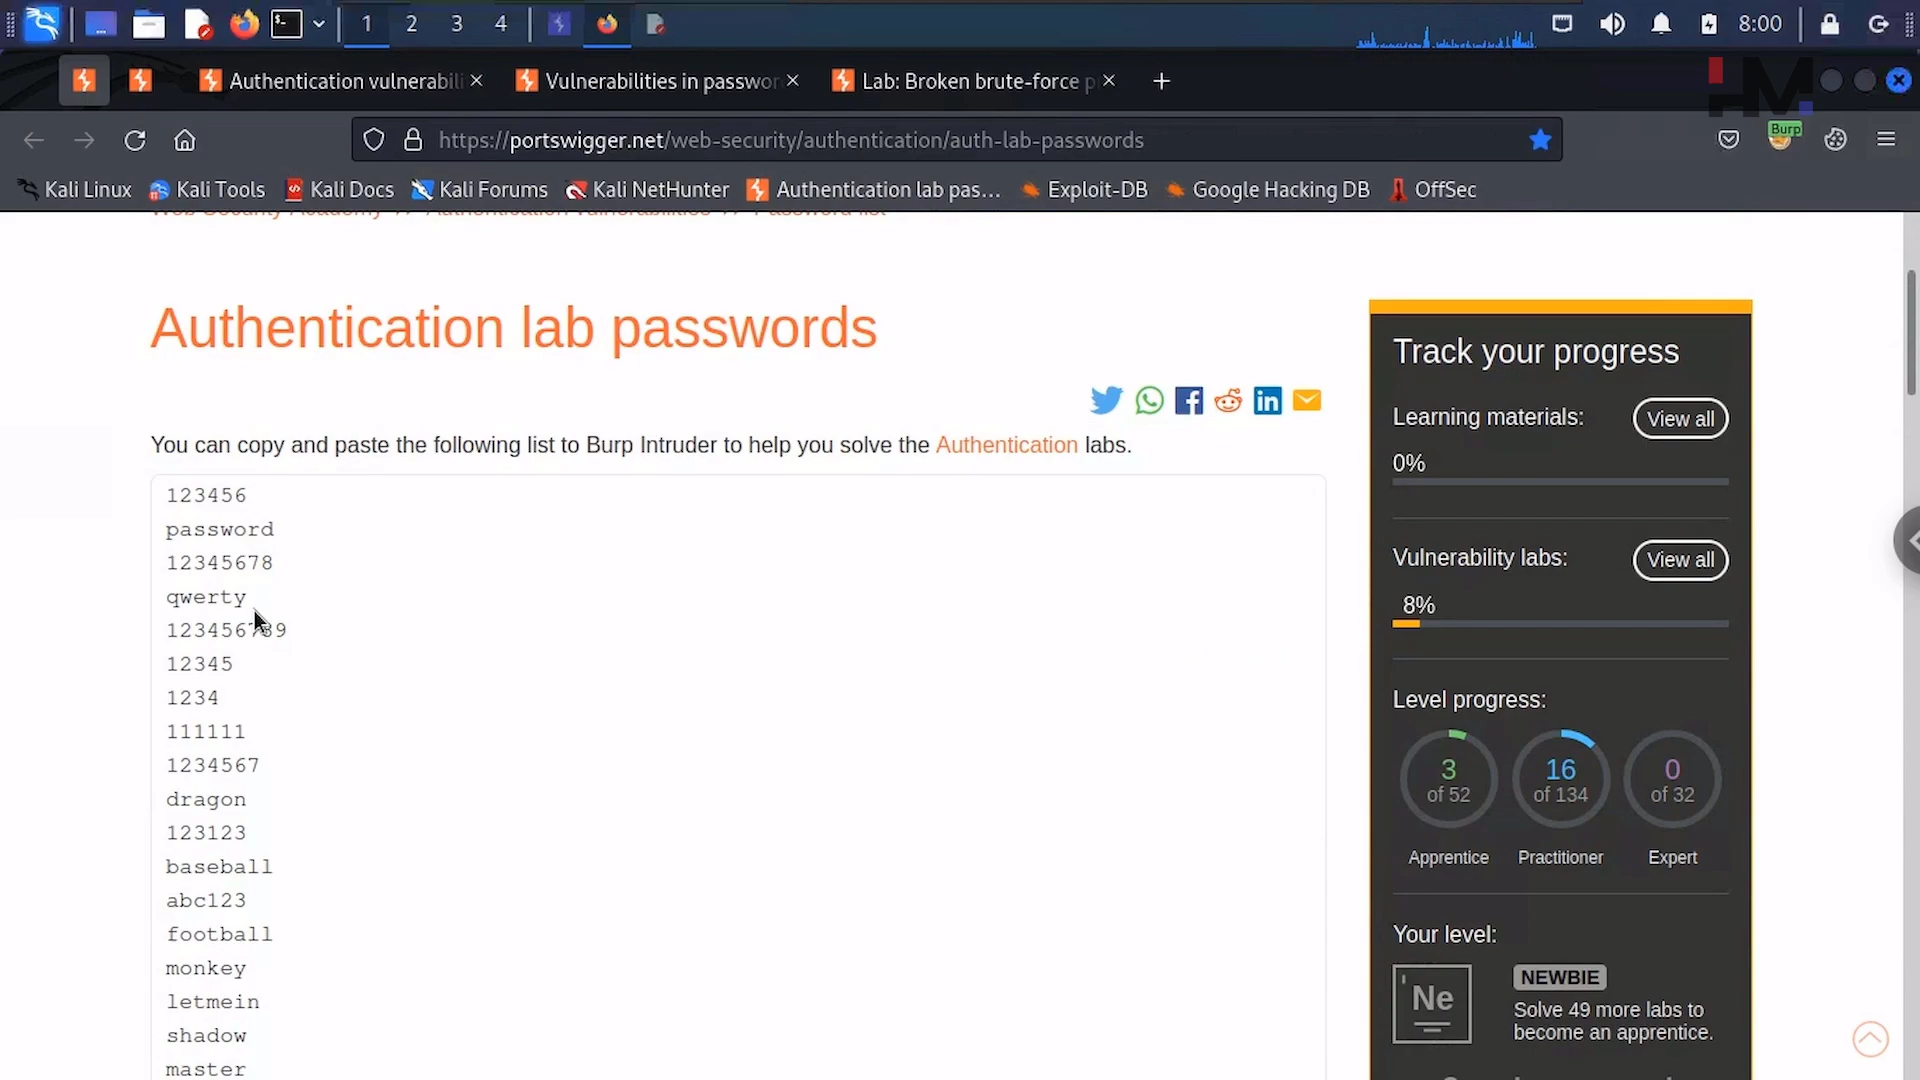 1
2
3
4
8:00
Authentication vulnerabili
Vulnerabilities in passwor
Lab: Broken brute-force p
HM
https://portswigger.net/web-security/authentication/auth-lab-passwords
Burp
Kali Linux
Kali Tools
Kali Docs
Kali Forums
Kali NetHunter
Authentication lab pas...
Exploit-DB
Google Hacking DB
OffSec
Authentication lab passwords
You can copy and paste the following list to Burp Intruder to help you solve the Authentication labs.
123456
password
12345678
qwerty
123456789
12345
1234
111111
1234567
dragon
123123
baseball
abc123
football
monkey
letmein
shadow
master
Track your progress
Learning materials:
View all
0%
Vulnerability labs:
View all
8%
Level progress:
3
of 52
16
of 134
0
of 32
Apprentice
Practitioner
Expert
Your level:
Ne
NEWBIE
Solve 49 more labs to
become an apprentice.